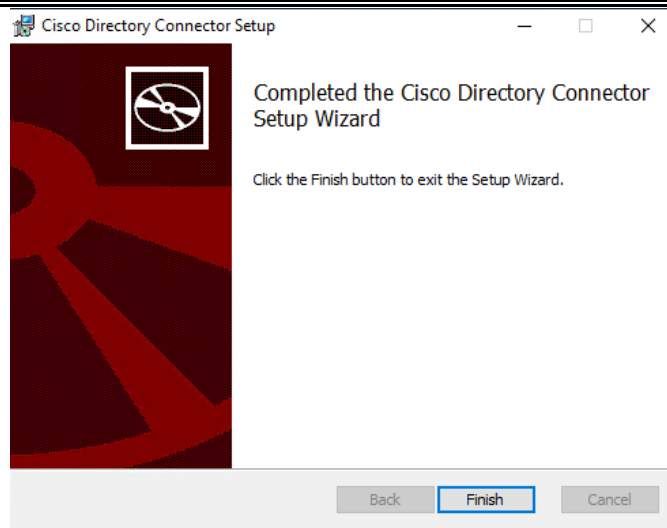 Cisco Directory Connector Setup
Completed the Cisco Directory Connector
Setup Wizard
Click the Finish button to exit the Setup Wizard.
Back Finish Cancel